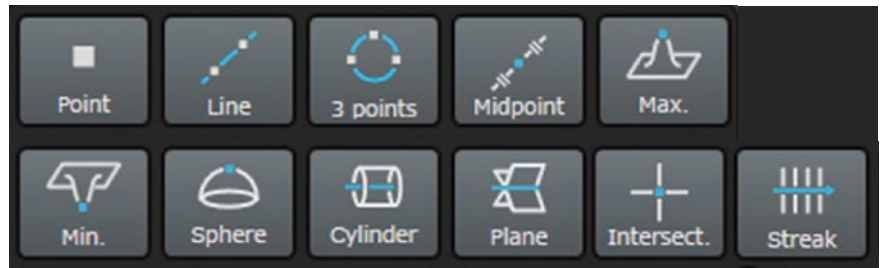 Point
Line
3 points
Midpoint
Max.
Min.
Sphere
Cylinder
Plane
Intersect.
Streak